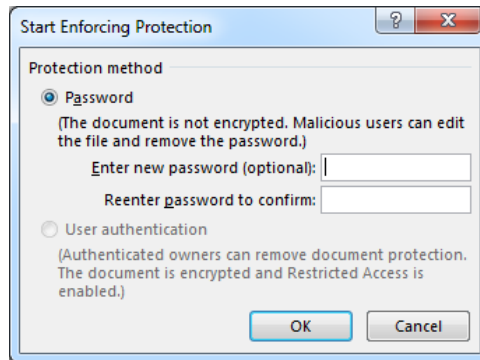 Start Enforcing Protection
Protection method
Password
(The document is not encrypted. Malicious users can edit
the file and remove the password.)
Enter new password (optional):
Reenter password to confirm:
User authentication
(Authenticated owners can remove document protection.
The document is encrypted and Restricted Access is
enabled.)
OK Cancel